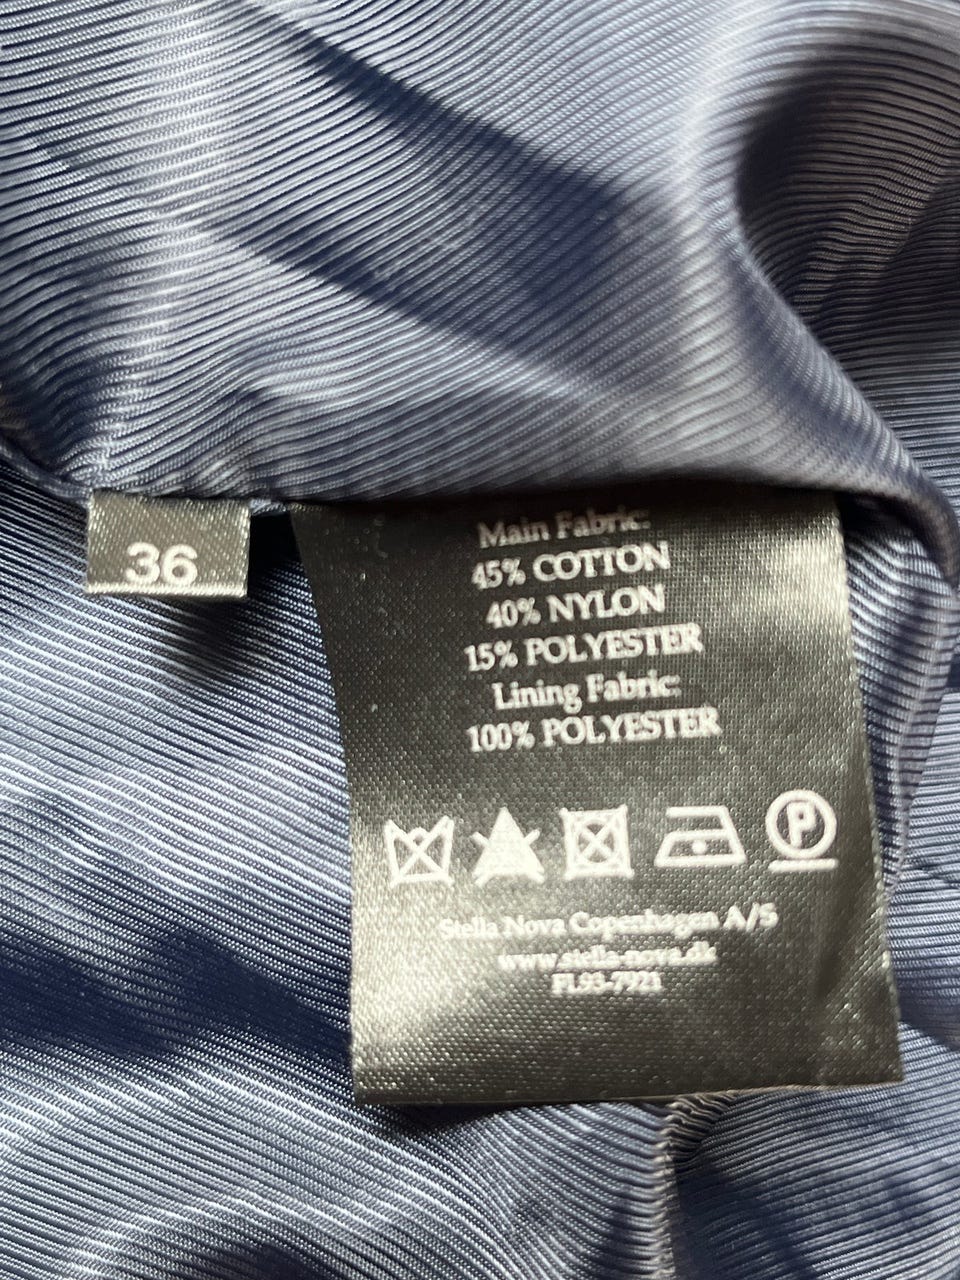 36
Main Fabric:
45% COTTON
40% NYLON
15% POLYESTER
Lining Fabric:
100% POLYESTER
P
Stella Nova Copenhagen A/S
www.stella-nova.dk
FL93-7921